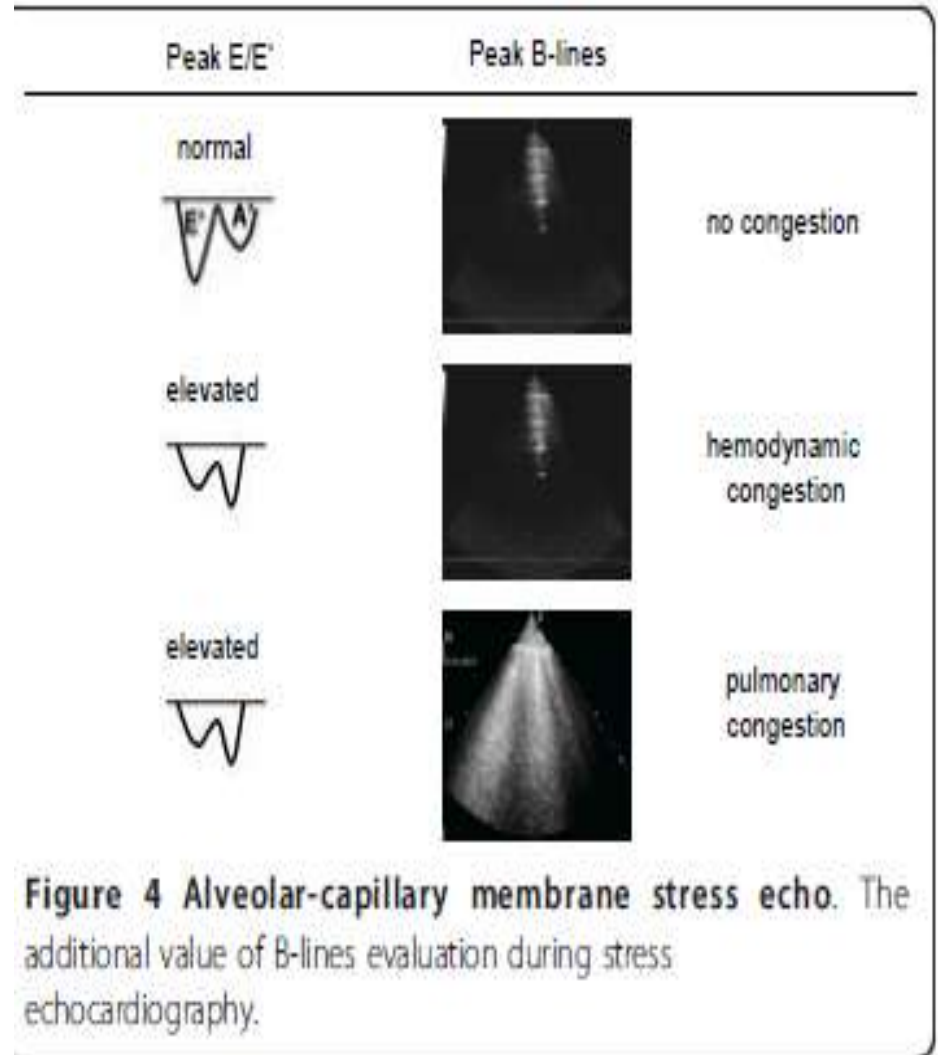 Peak E/E' Peak B-lines
normal
E' A'
no congestion
elevated
hemodynamic
congestion
elevated
pulmonary
congestion
Figure 4 Alveolar-capillary membrane stress echo. The
additional value of B-lines evaluation during stress
echocardiography.